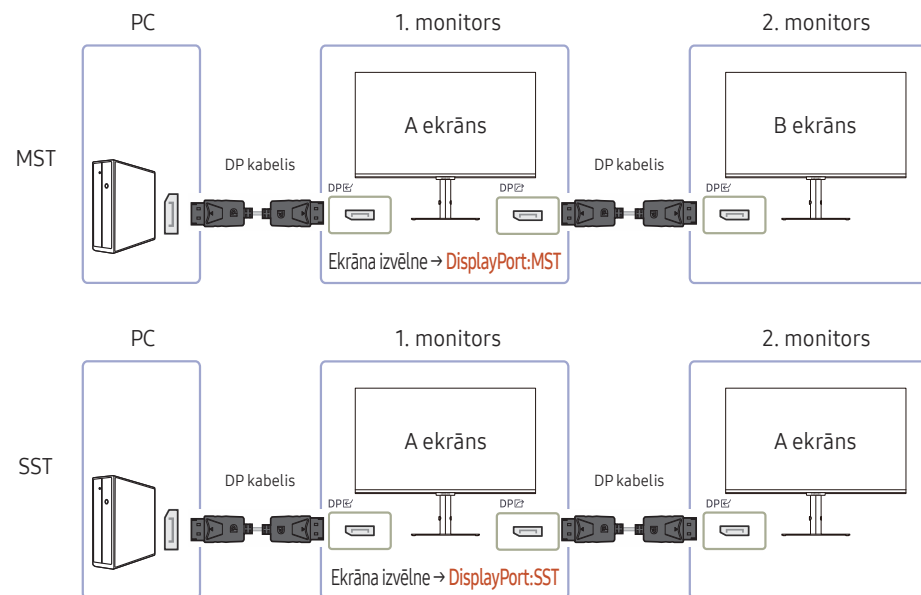 PC 1. monitors 2. monitors
A ekrāns B ekrāns
MST
DP kabelis DP kabelis
DP DP DP
Ekrāna izvēlne → DisplayPort:MST
PC 1. monitors 2. monitors
A ekrāns A ekrāns
SST
DP kabelis DP kabelis
DP DP DP
Ekrāna izvēlne → DisplayPort:SST